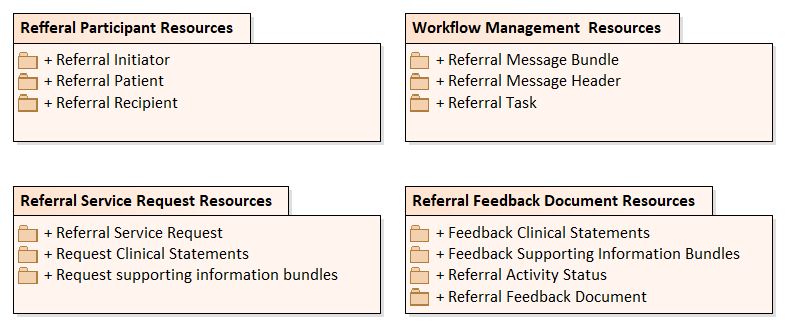 Refferal Participant Resources
+ Referral Initiator
+ Referral Patient
+ Referral Recipient
Workflow Management  Resources
+ Referral Message Bundle
+ Referral Message Header
+ Referral Task
Referral Service Request Resources
+ Referral Service Request
+ Request Clinical Statements
+ Request supporting information bundles
Referral Feedback Document Resources
+ Feedback Clinical Statements
+ Feedback Supporting Information Bundles
+ Referral Activity Status
+ Referral Feedback Document